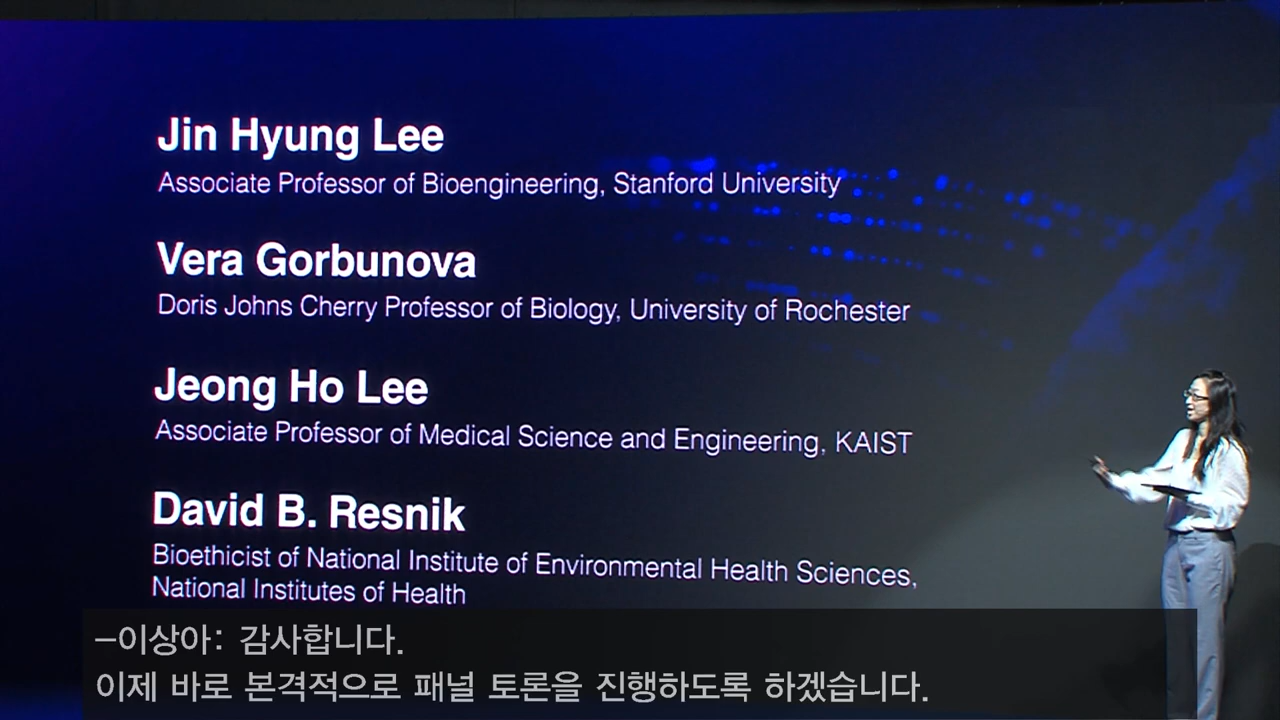 Jin Hyung Lee
Associate Professor of Bioengineering, Stanford University
Vera Gorbunova
Doris Johns Cherry Professor of Biology, University of Rochester
Jeong Ho Lee
Associate Professor of Medical Science and Engineering, KAIST
David B. Resnik
Bioethicist of National Institute of Environmental Health Sciences,
National Institutes of Health
–이상아: 감사합니다.
이제 바로 본격적으로 패널 토론을 진행하도록 하겠습니다.